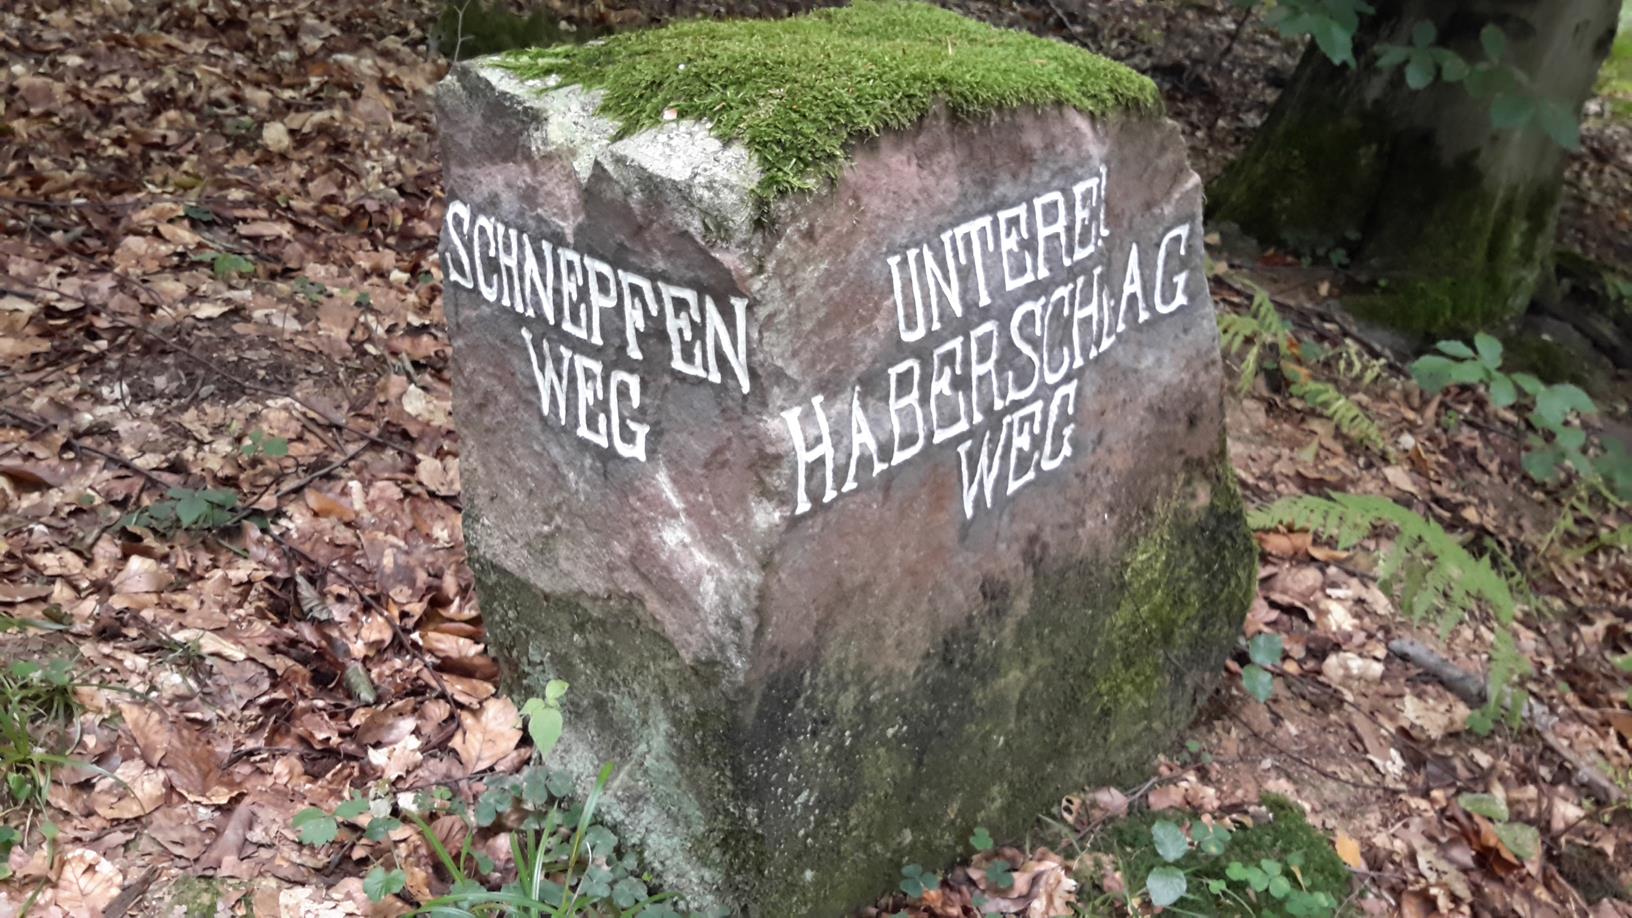 SCHNEPFEN
WEG
UNTERER
HABERSCHLAG
WEG